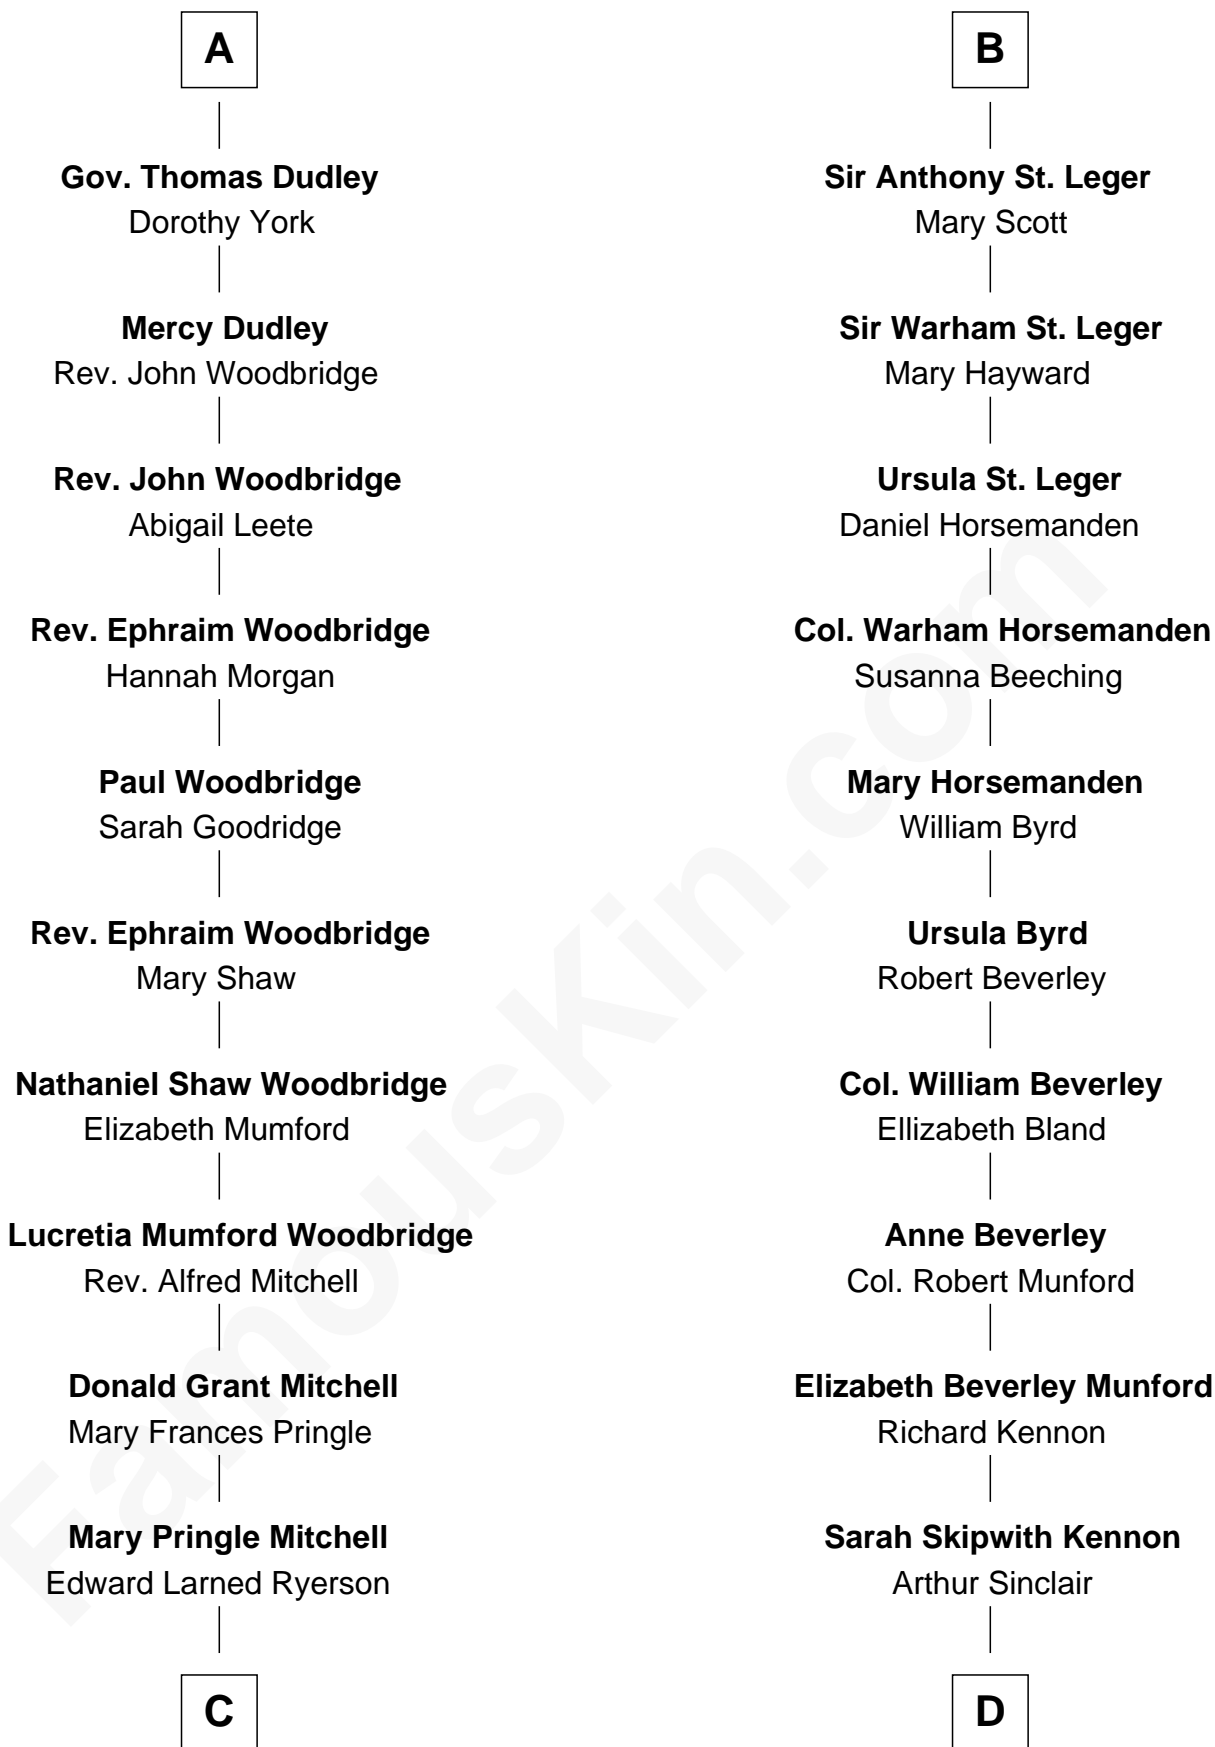 A
Gov. Thomas Dudley
Dorothy York
Mercy Dudley
Rev. John Woodbridge
Rev. John Woodbridge
Abigail Leete
Rev. Ephraim Woodbridge
Hannah Morgan
Paul Woodbridge
Sarah Goodridge
Rev. Ephraim Woodbridge
Mary Shaw
Nathaniel Shaw Woodbridge
Elizabeth Mumford
Lucretia Mumford Woodbridge
Rev. Alfred Mitchell
Donald Grant Mitchell
Mary Frances Pringle
Mary Pringle Mitchell
Edward Larned Ryerson
C
B
Sir Anthony St. Leger
Mary Scott
Sir Warham St. Leger
Mary Hayward
Ursula St. Leger
Daniel Horsemanden
Col. Warham Horsemanden
Susanna Beeching
Mary Horsemanden
William Byrd
Ursula Byrd
Robert Beverley
Col. William Beverley
Ellizabeth Bland
Anne Beverley
Col. Robert Munford
Elizabeth Beverley Munford
Richard Kennon
Sarah Skipwith Kennon
Arthur Sinclair
D
FamousKin.com